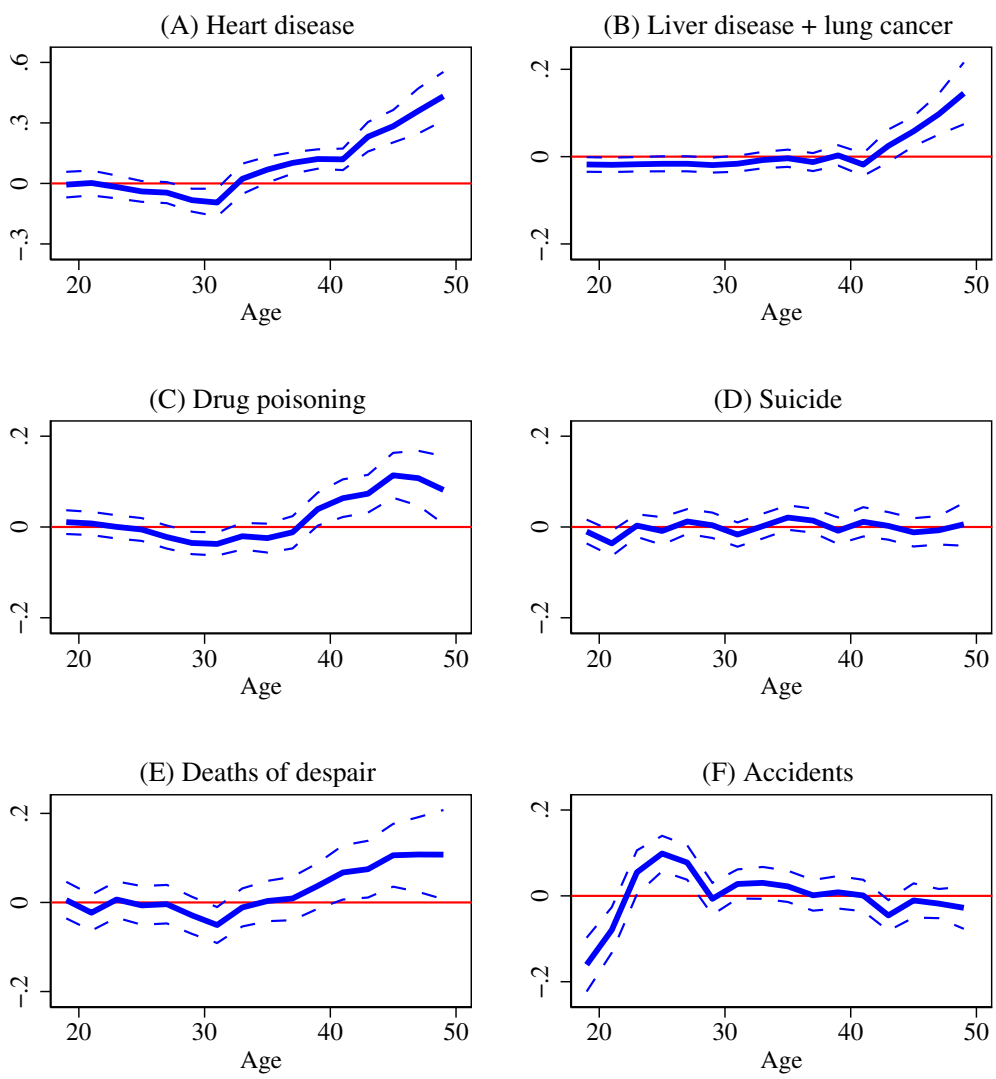 (A) Heart disease
.6
.3
0
−.3
20 30 40 50
Age
(B) Liver disease + lung cancer
.2
0
−.2
20 30 40 50
Age
(C) Drug poisoning
.2
0
−.2
20 30 40 50
Age
(D) Suicide
.2
0
−.2
20 30 40 50
Age
(E) Deaths of despair
.2
0
−.2
20 30 40 50
Age
(F) Accidents
.2
0
−.2
20 30 40 50
Age